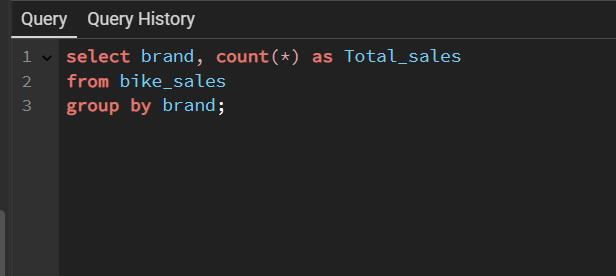 Query Query History
1 select brand, count(*) as Total_sales
2 from bike_sales
3 group by brand;